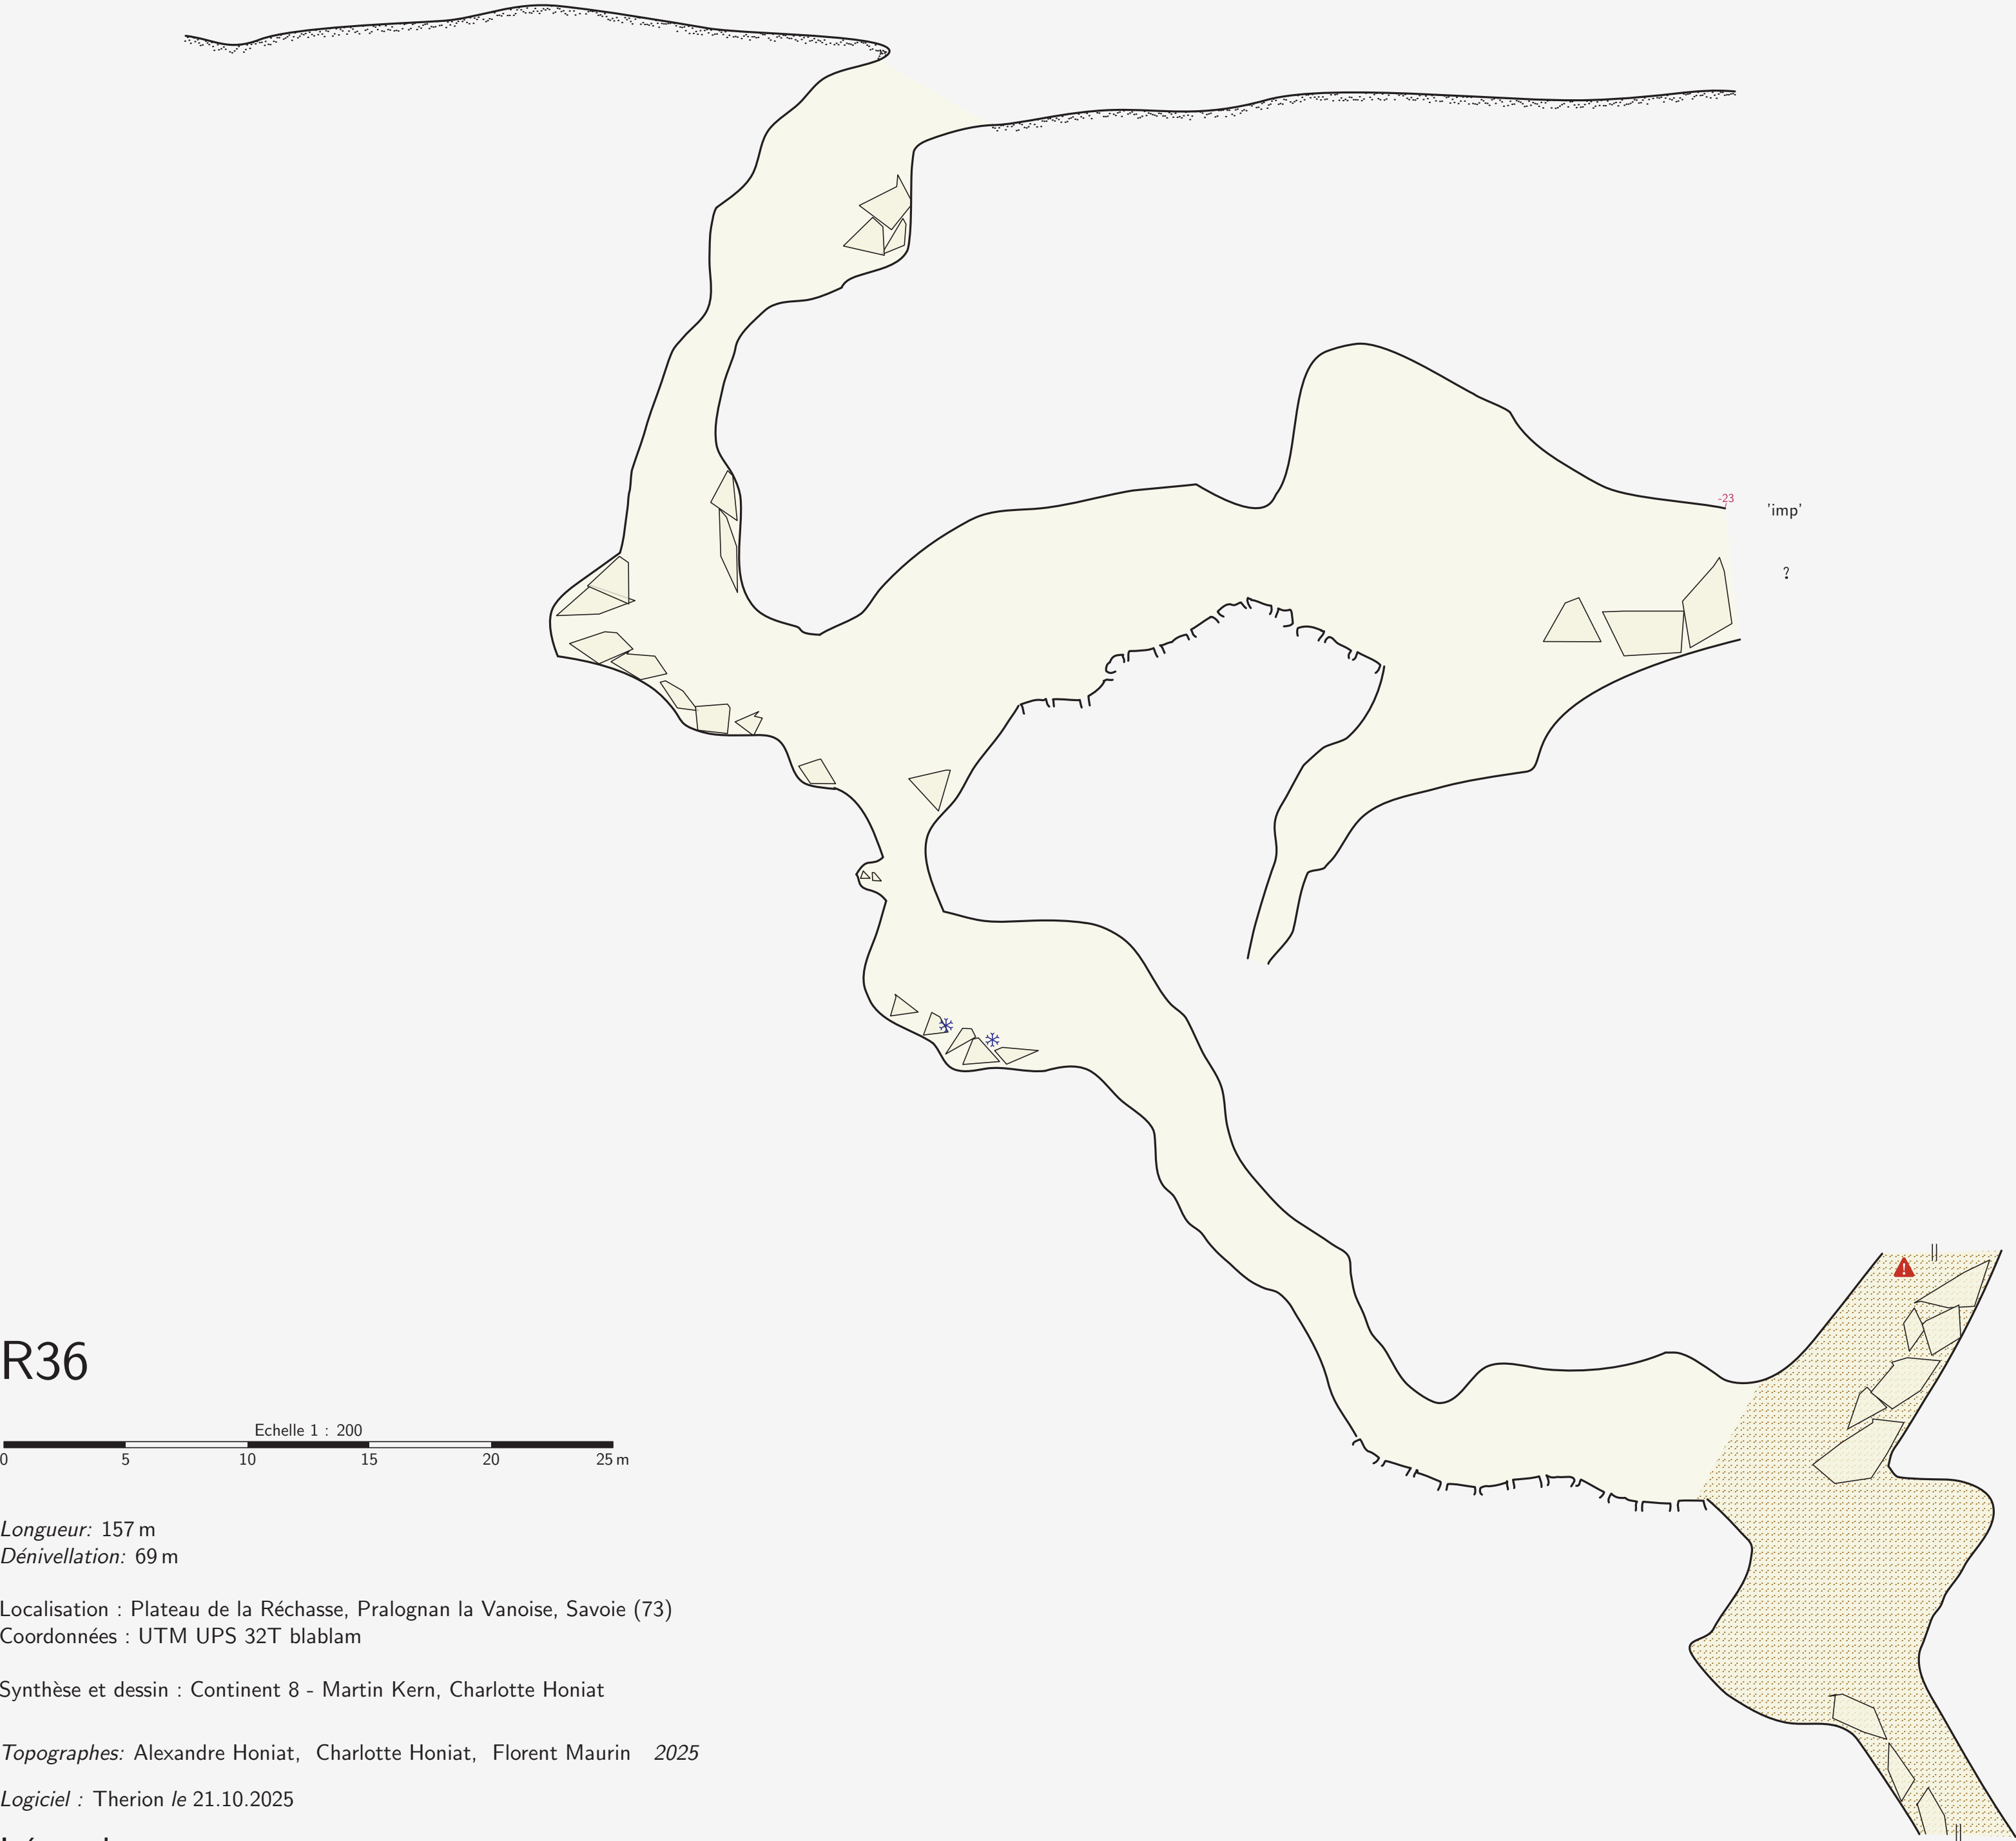 -23
'imp'
?
!
R36
Echelle 1 : 200
0 5 10 15 20 25 m
Longueur: 157 m
Dénivellation: 69 m
Localisation : Plateau de la Réchasse, Pralognan la Vanoise, Savoie (73)
Coordonnées : UTM UPS 32T blablam
Synthèse et dessin : Continent 8 - Martin Kern, Charlotte Honiat
Topographes: Alexandre Honiat, Charlotte Honiat, Florent Maurin 2025
Logiciel : Therion le 21.10.2025